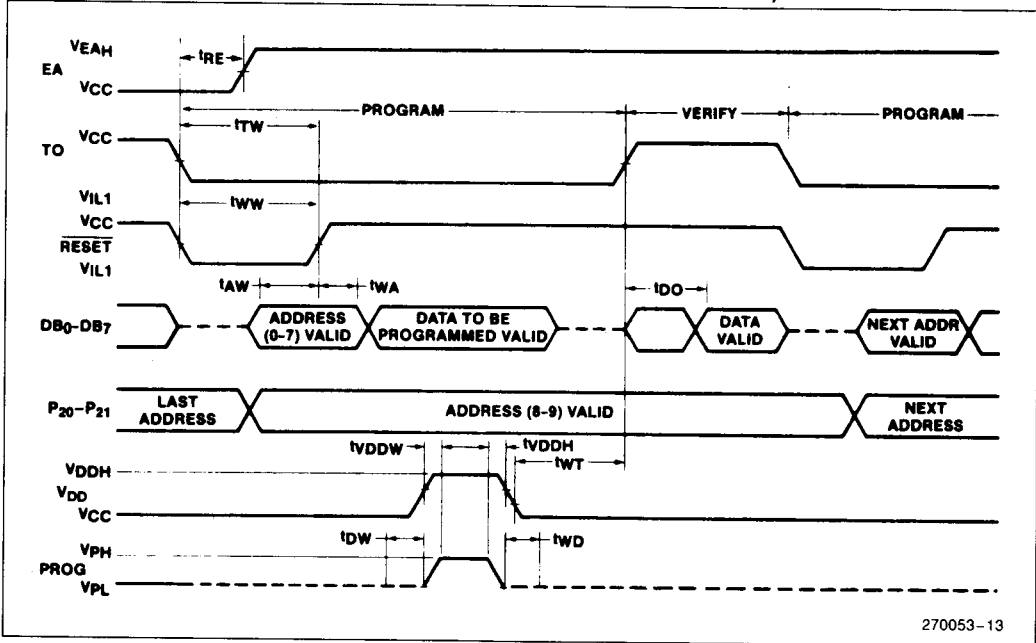 VEAH
EA
tRE
VCC
PROGRAM
VERIFY
PROGRAM
VCC
TO
tTW
VIL1
tWW
VCC
RESET
VIL1
tAW
tWA
tDO
DB0-DB7
ADDRESS
(0-7) VALID
DATA TO BE
PROGRAMMED VALID
DATA
VALID
NEXT ADDR
VALID
P20-P21
LAST
ADDRESS
ADDRESS (8-9) VALID
NEXT
ADDRESS
tVDDW
tVDDH
tWT
VDDH
VDD
VCC
tDW
tWD
VPH
PROG
VPL
270053-13